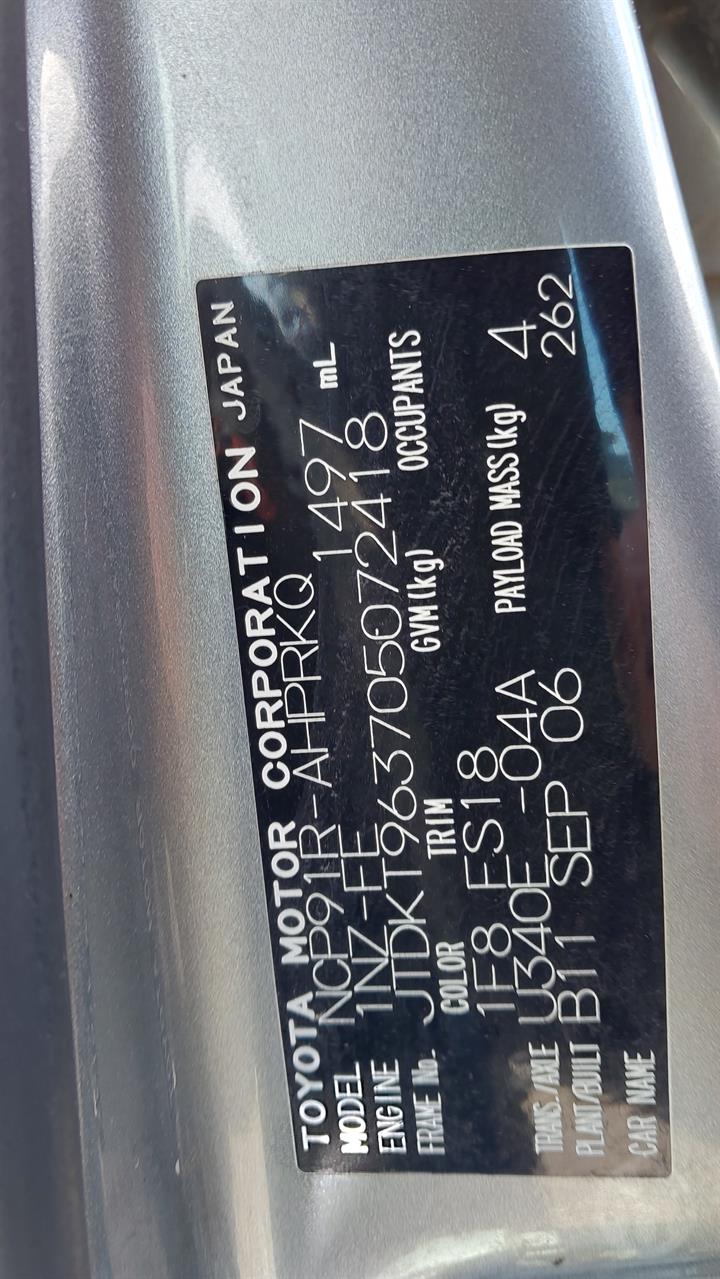 TOYOTA MOTOR CORPORATION JAPAN
MODEL NCP91R-AHPRKQ
ENGINE 1NZ-FE 1497 mL
FRAME No. JTDKT963705072418
COLOR TRIM GVM(kg) OCCUPANTS
1F8 FS18
TRANS./AXLE U340E -04A PAYLOAD MASS(kg) 4
PLANT/BUILT B11 SEP 06 262
CAR NAME